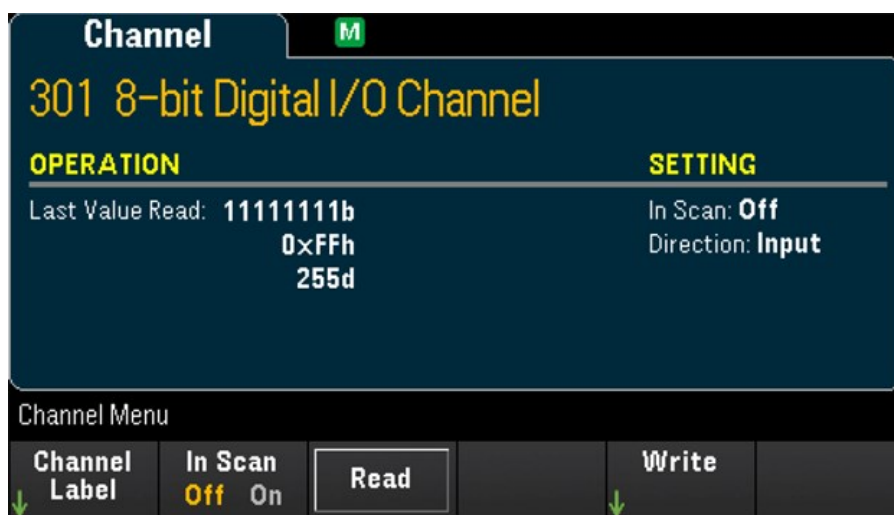 Channel M
301 8-bit Digital I/O Channel
OPERATION SETTING
Last Value Read: 11111111b In Scan: Off
0xFFh Direction: Input
255d
Channel Menu
Channel Label In Scan Off On Read Write